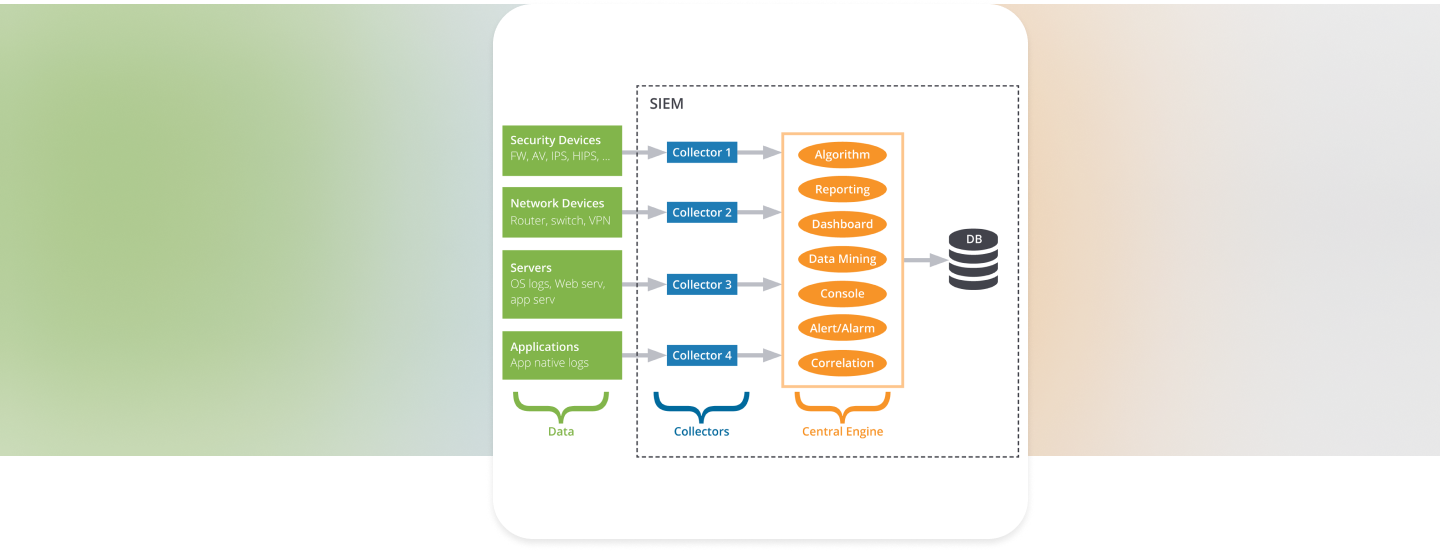 SIEM
Security Devices
FW, AV, IPS, HIPS, ...
Network Devices
Router, switch, VPN
Servers
OS logs, Web serv,
app serv
Applications
App native logs
Data
Collector 1
Collector 2
Collector 3
Collector 4
Collectors
Algorithm
Reporting
Dashboard
Data Mining
Console
Alert/Alarm
Correlation
Central Engine
DB